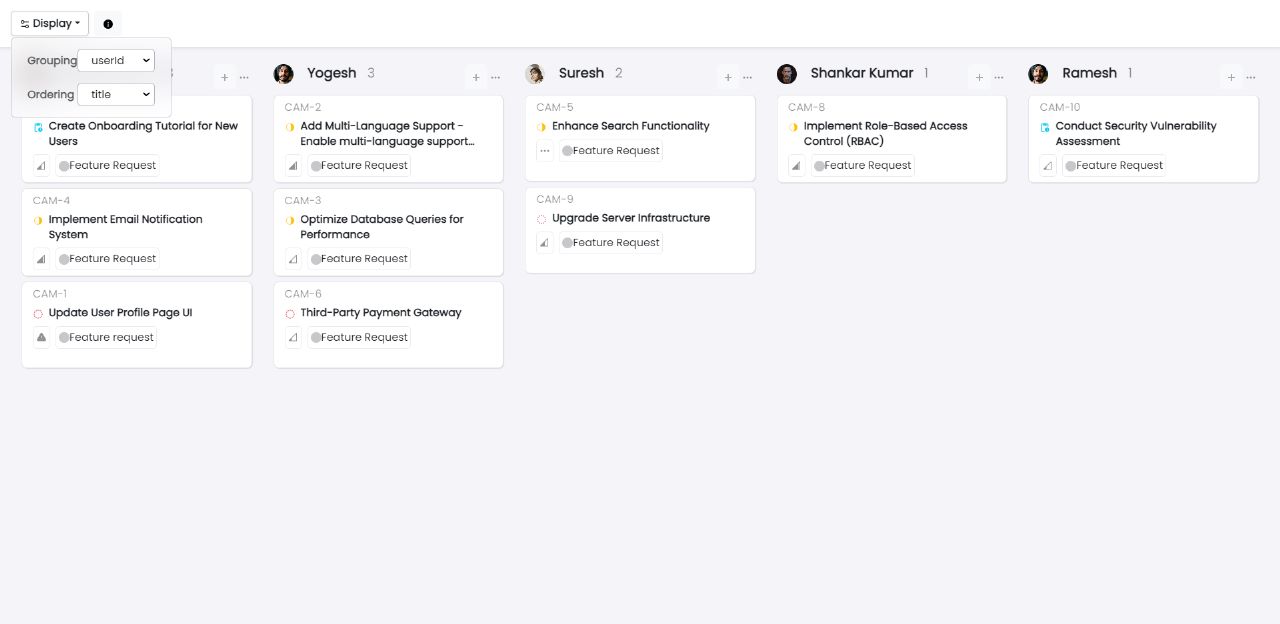 Display
Grouping userId
Ordering title
3
Create Onboarding Tutorial for New
Users
Feature Request
CAM-4
Implement Email Notification
System
Feature Request
CAM-1
Update User Profile Page UI
Feature request
Yogesh 3
CAM-2
Add Multi-Language Support -
Enable multi-language support...
Feature Request
CAM-3
Optimize Database Queries for
Performance
Feature Request
CAM-6
Third-Party Payment Gateway
Feature Request
Suresh 2
CAM-5
Enhance Search Functionality
Feature Request
CAM-9
Upgrade Server Infrastructure
Feature Request
Shankar Kumar 1
CAM-8
Implement Role-Based Access
Control (RBAC)
Feature Request
Ramesh 1
CAM-10
Conduct Security Vulnerability
Assessment
Feature Request